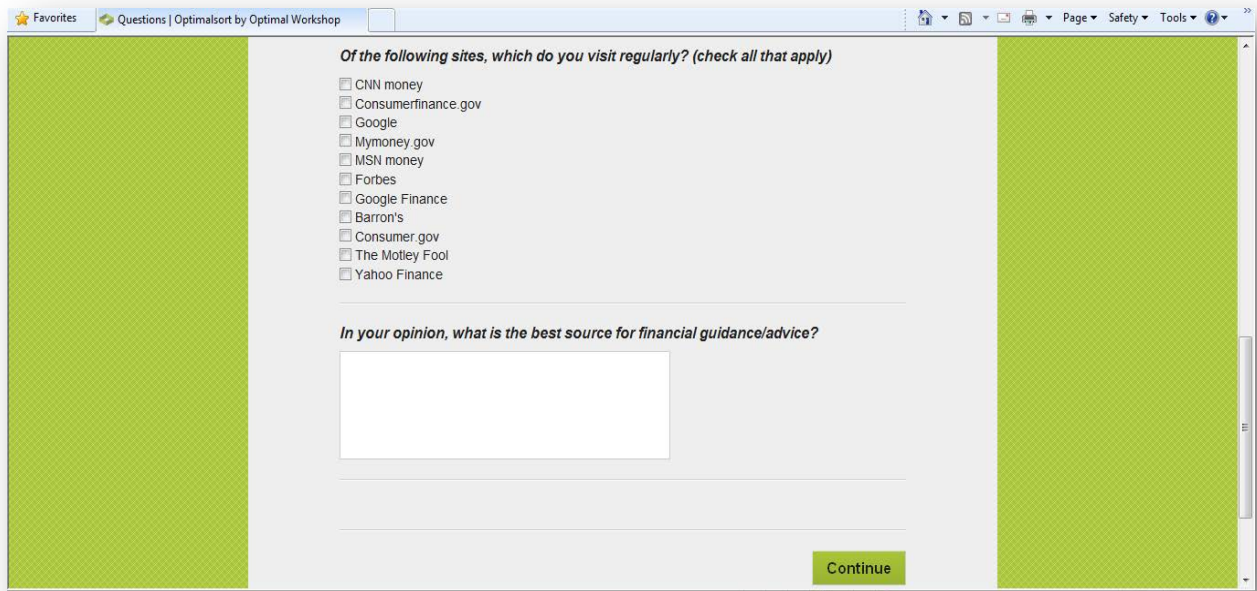 Favorites Questions | Optimalsort by Optimal Workshop Page Safety Tools
Of the following sites, which do you visit regularly? (check all that apply)
CNN money
Consumerfinance.gov
Google
Mymoney.gov
MSN money
Forbes
Google Finance
Barron's
Consumer.gov
The Motley Fool
Yahoo Finance
In your opinion, what is the best source for financial guidance/advice?
Continue